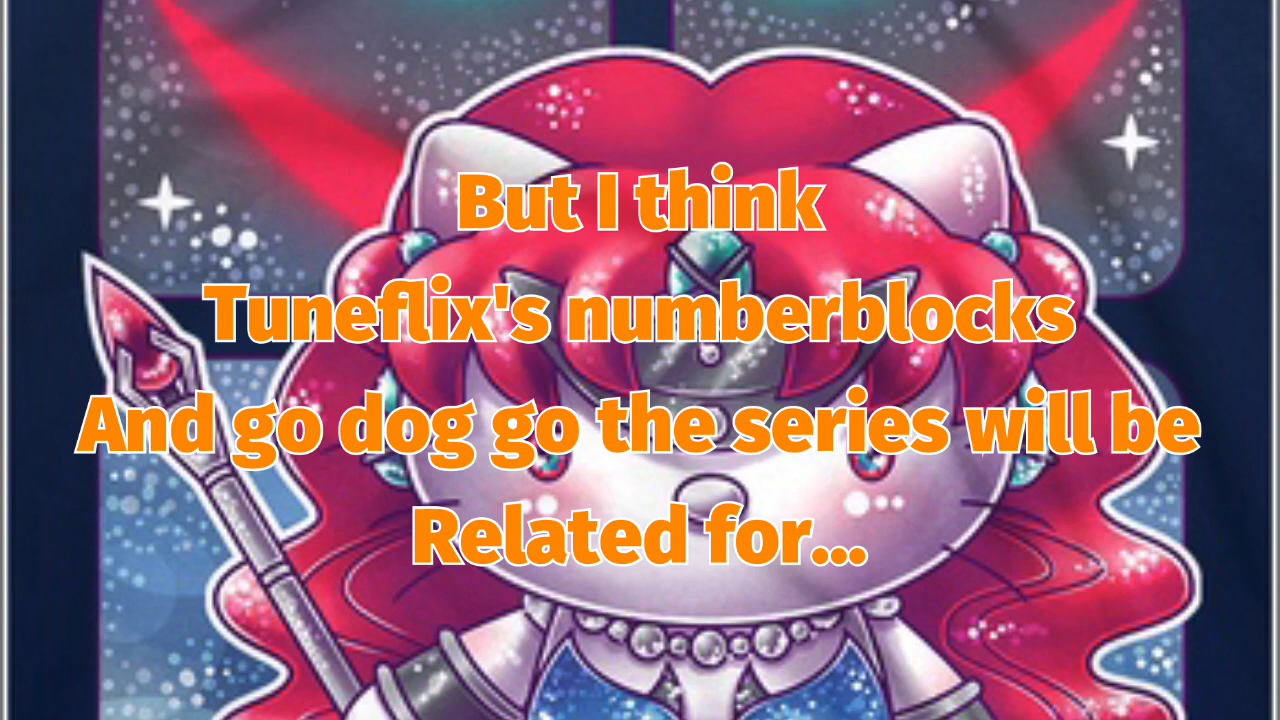 But I think
Tuneflix's numberblocks
And go dog go the series will be
Related for...